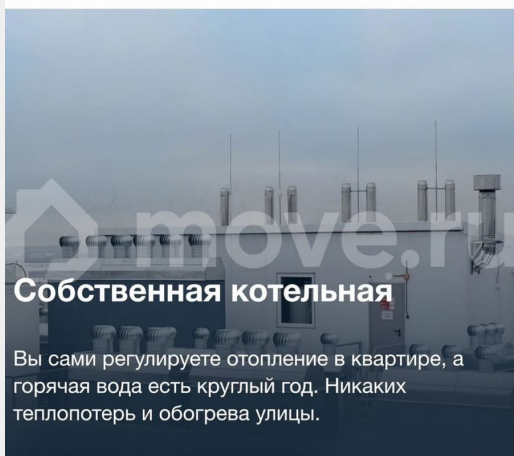 move.ru
Собственная котельная
Вы сами регулируете отопление в квартире, а
горячая вода есть круглый год. Никаких
теплопотерь и обогрева улицы.